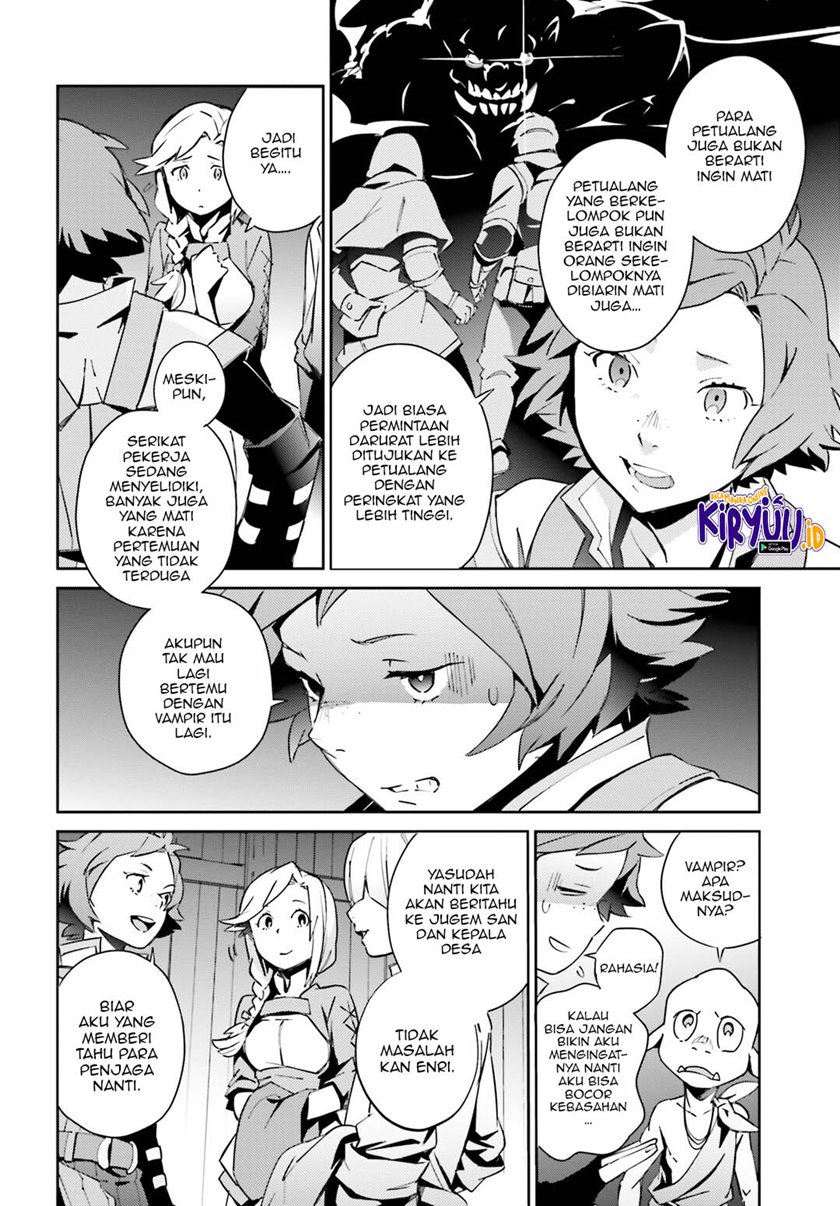 PARA
PETUALANG
JUGA BUKAN
BERARTI
INGIN MATI
PETUALANG
YANG BERKE-
LOMPOK PUN
JUGA BUKAN
BERARTI INGIN
ORANG SEKE-
LOMPOKNYA
DIBIARIN MATI
JUGA...
JADI BIASA
PERMINTAAN
DARURAT LEBIH
DITUJUKAN KE
PETUALANG
DENGAN
PERINGKAT YANG
LEBIH TINGGI.
BACA MANGA ONLINE
KIRYUU.ID
Google Play
JADI
BEGITU
YA....
MESKI-
PUN,
SERIKAT
PEKERJA
SEDANG
MENYELIDIKI,
BANYAK JUGA
YANG MATI
KARENA
PERTEMUAN
YANG TIDAK
TERDUGA
AKUPUN
TAK MAU
LAGI
BERTEMU
DENGAN
VAMPIR ITU
LAGI.
VAMPIR?
APA
MAKSUD-
NYA?
RAHASIA!
KALAU
BISA JANGAN
BIKIN AKU
MENGINGAT-
NYA NANTI
AKU BISA
BOCOR
KEBASAHAN
...
YASUDAH
NANTI KITA
AKAN BERITAHU
KE JUGEM SAN
DAN KEPALA
DESA
TIDAK
MASALAH
KAN ENRI.
BIAR
AKU YANG
MEMBERI
TAHU PARA
PENJAGA
NANTI.